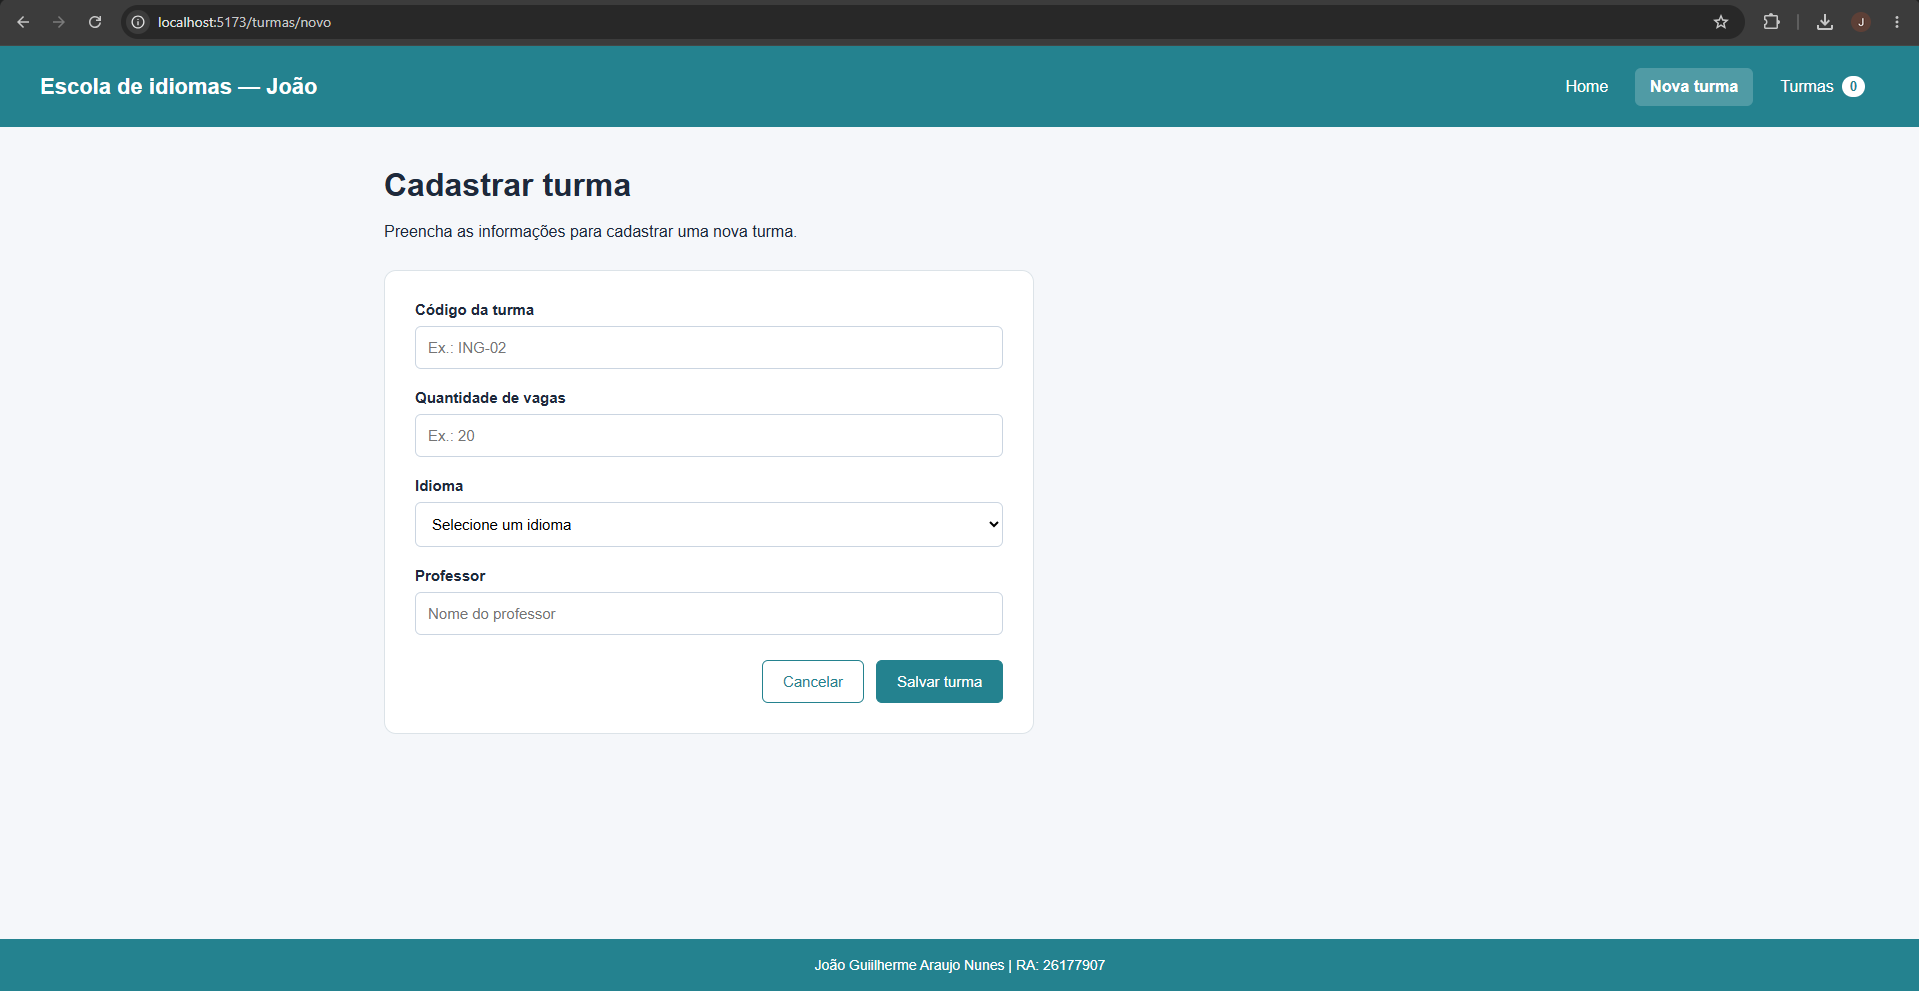 localhost:5173/turmas/novo
J
Escola de idiomas — João
Home
Nova turma
Turmas 0
Cadastrar turma
Preencha as informações para cadastrar uma nova turma.
Código da turma
Ex.: ING-02
Quantidade de vagas
Ex.: 20
Idioma
Selecione um idioma
Professor
Nome do professor
Cancelar
Salvar turma
João Guiilherme Araujo Nunes | RA: 26177907